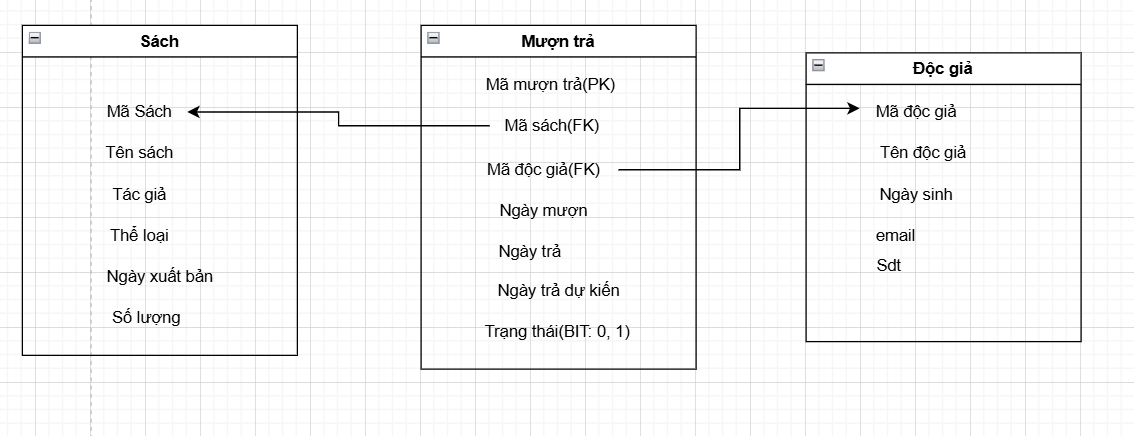 Sách
Mã Sách
Tên sách
Tác giả
Thể loại
Ngày xuất bản
Số lượng
Mượn trả
Mã mượn trả(PK)
Mã sách(FK)
Mã độc giả(FK)
Ngày mượn
Ngày trả
Ngày trả dự kiến
Trạng thái(BIT: 0, 1)
Độc giả
Mã độc giả
Tên độc giả
Ngày sinh
email
Sdt